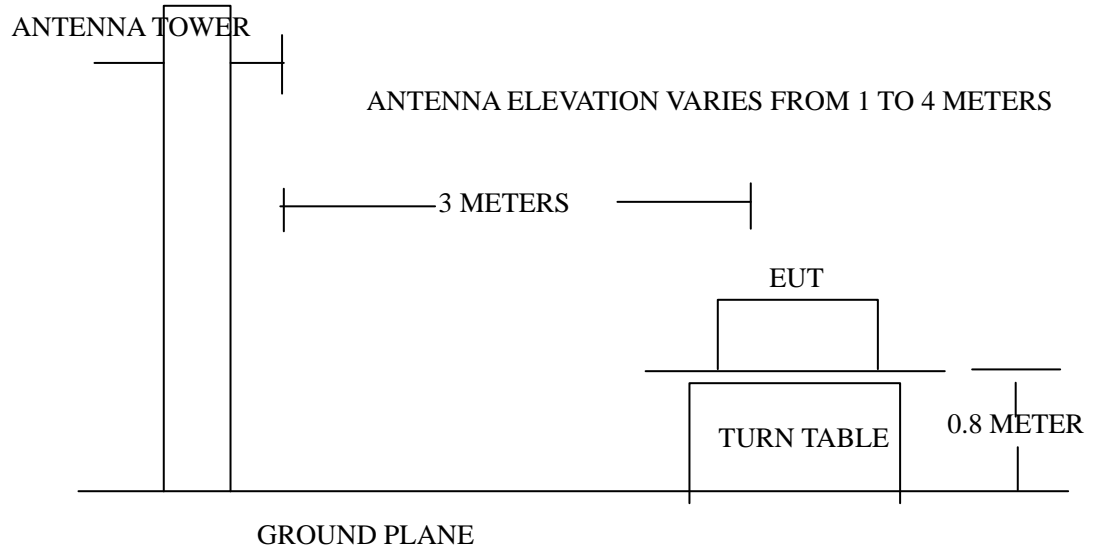 ANTENNA TOWER
ANTENNA ELEVATION VARIES FROM 1 TO 4 METERS
3 METERS
EUT
0.8 METER
TURN TABLE
GROUND PLANE